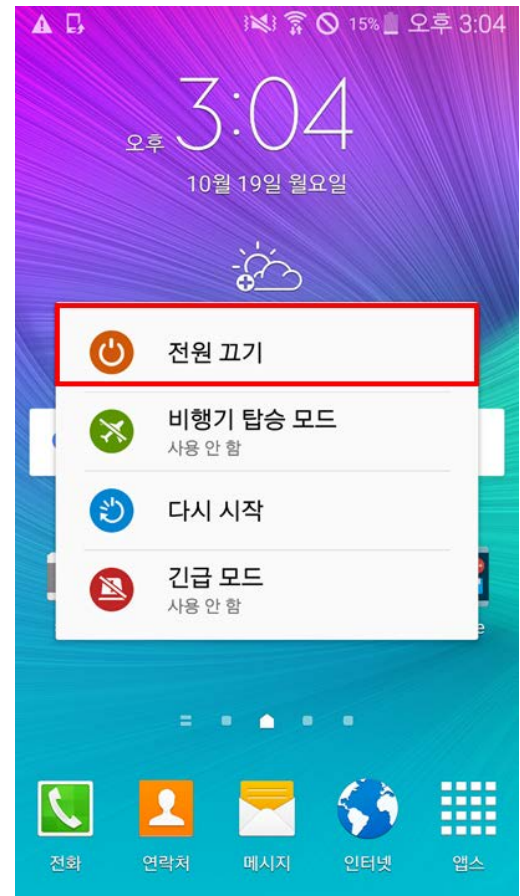 15% 오후 3:04
오후 3:04
10월 19일 월요일
전원 끄기
비행기 탑승 모드
사용 안 함
다시 시작
긴급 모드
사용 안 함
e
전화 연락처 메시지 인터넷 앱스